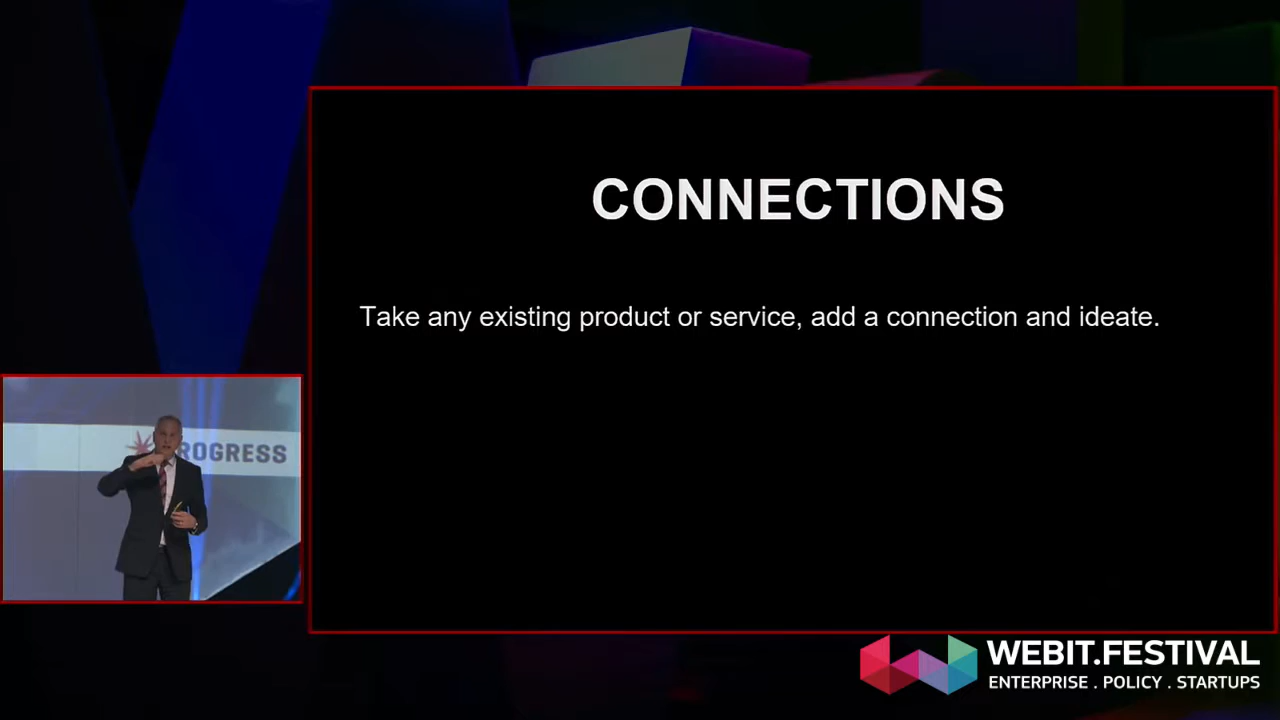 CONNECTIONS
Take any existing product or service, add a connection and ideate.
ROGRESS
WEBIT.FESTIVAL
ENTERPRISE . POLICY . STARTUPS